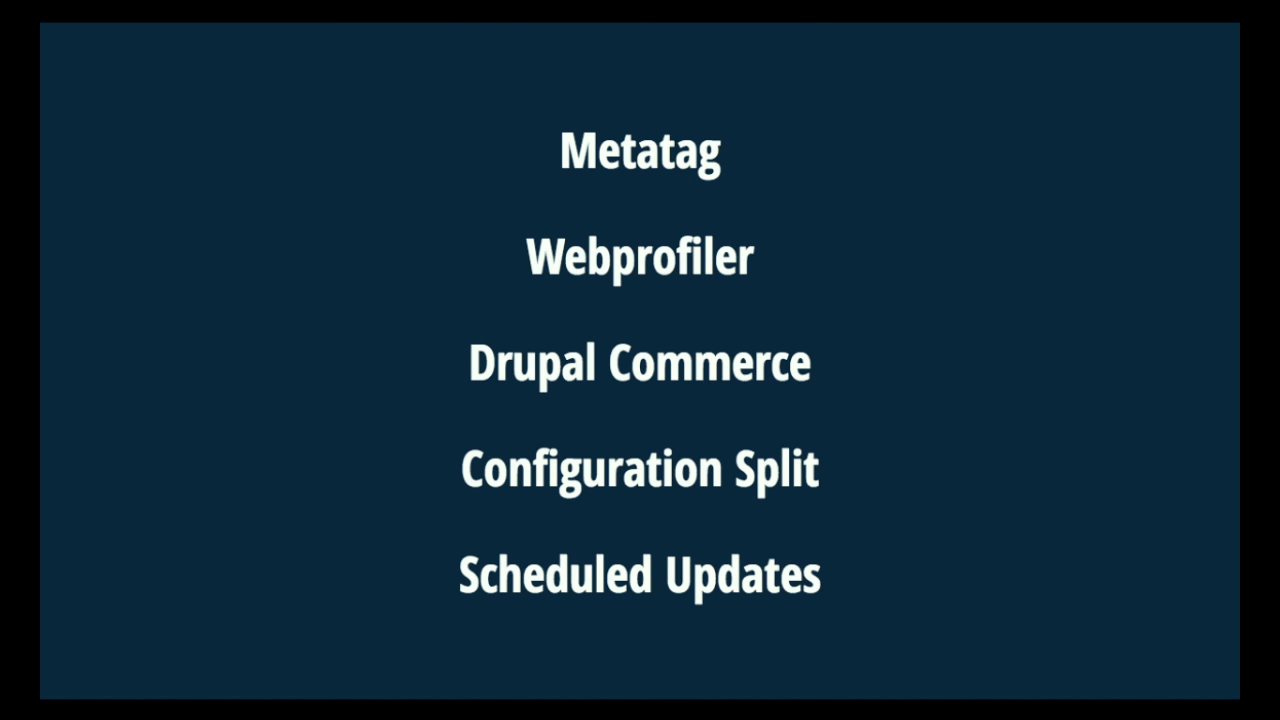 Metatag
Webprofiler
Drupal Commerce
Configuration Split
Scheduled Updates